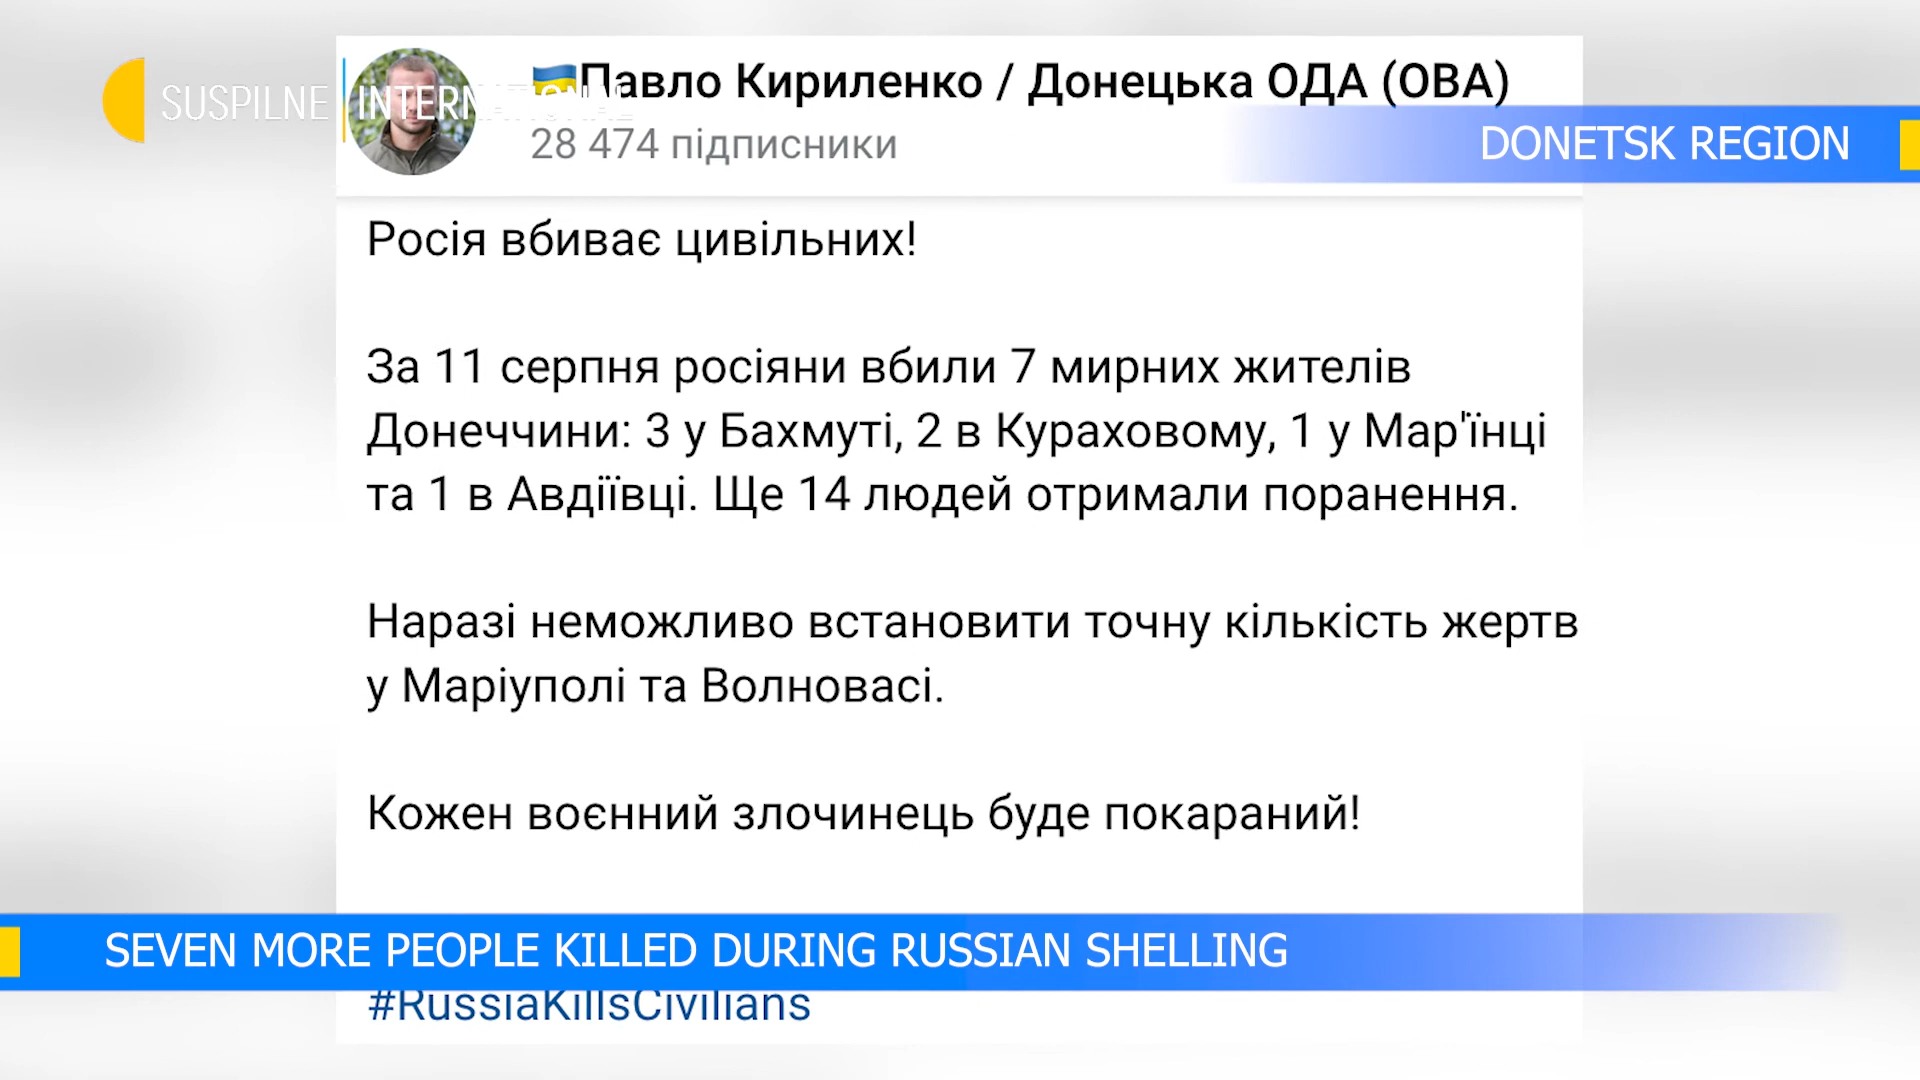 🇺🇦Павло Кириленко / Донецька ОДА (ОВА)
SUSPILNE INTERNATIONAL
28 474 підписники
DONETSK REGION
Росія вбиває цивільних!
За 11 серпня росіяни вбили 7 мирних жителів
Донеччини: 3 у Бахмуті, 2 в Кураховому, 1 у Мар'їнці
та 1 в Авдіївці. Ще 14 людей отримали поранення.
Наразі неможливо встановити точну кількість жертв
у Маріуполі та Волновасі.
Кожен воєнний злочинець буде покараний!
SEVEN MORE PEOPLE KILLED DURING RUSSIAN SHELLING
#RussiaKillsCivilians